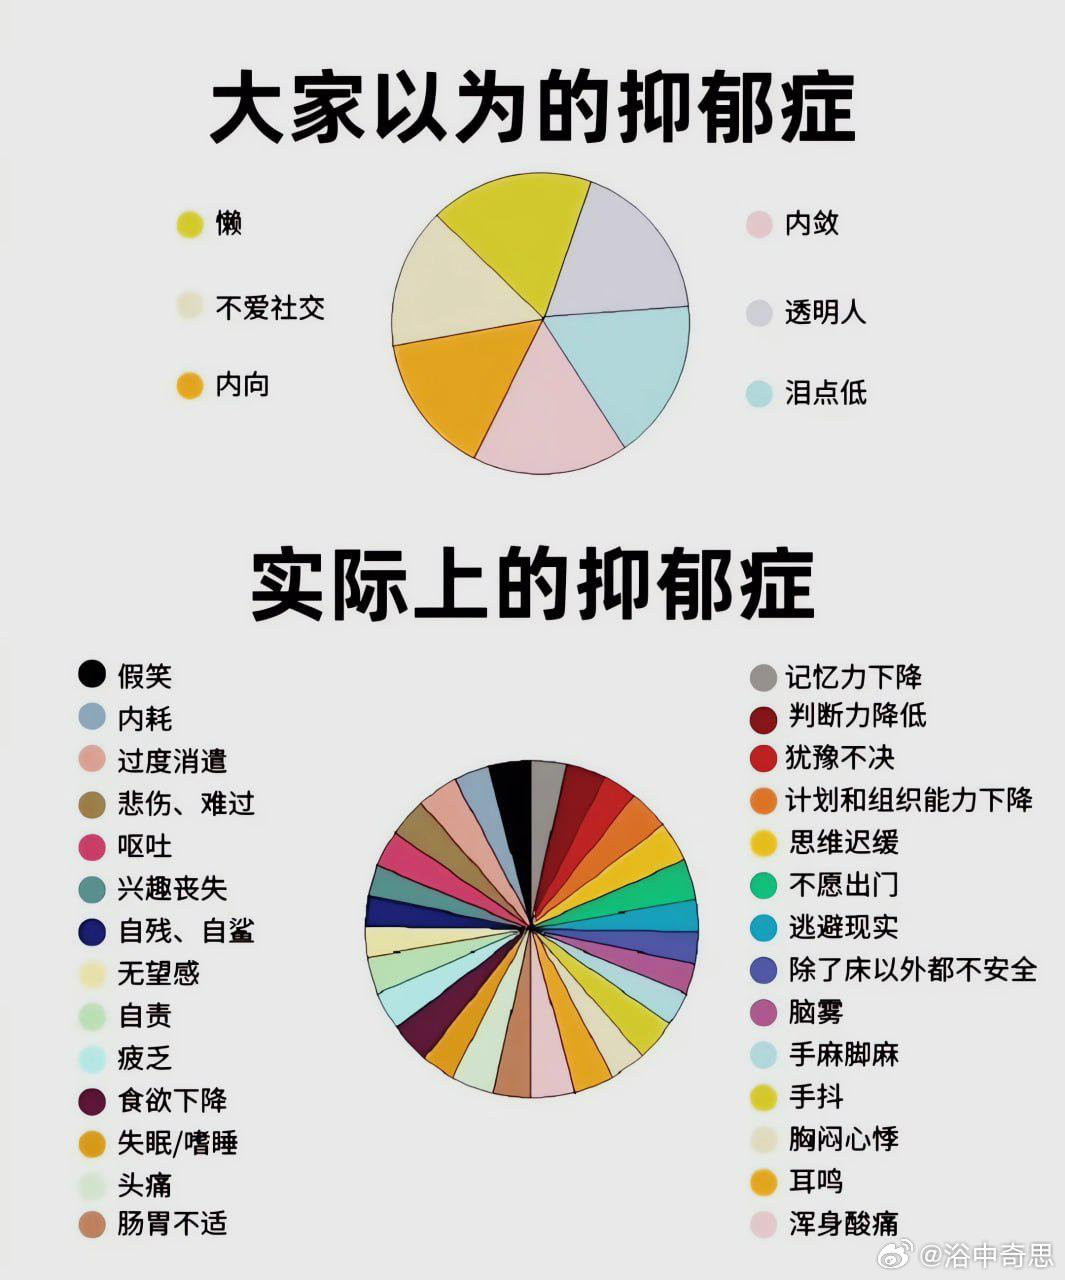 大家以为的抑郁症
懒
不爱社交
内向
内敛
透明人
泪点低
实际上的抑郁症
假笑
内耗
过度消遣
悲伤、难过
呕吐
兴趣丧失
自残、自鲨
无望感
自责
疲乏
食欲下降
失眠/嗜睡
头痛
肠胃不适
记忆力下降
判断力降低
犹豫不决
计划和组织能力下降
思维迟缓
不愿出门
逃避现实
除了床以外都不安全
脑雾
手麻脚麻
手抖
胸闷心悸
耳鸣
浑身酸痛
@浴中奇思